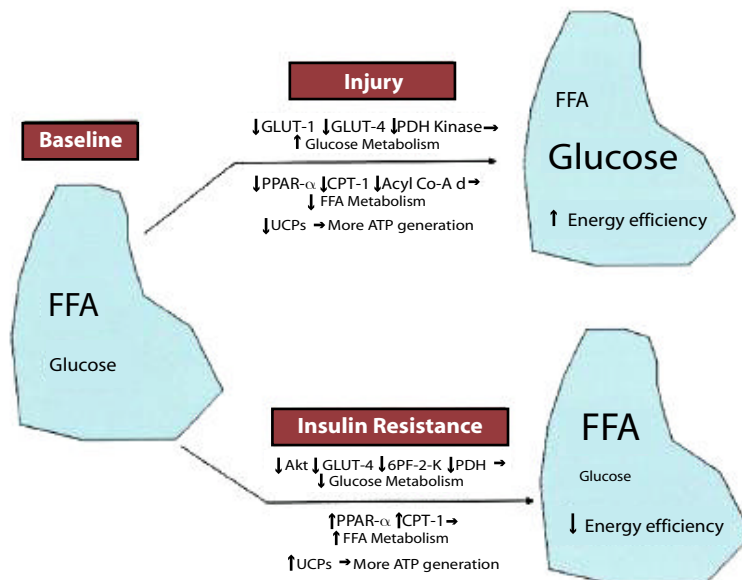 Baseline
FFA
Glucose
Injury
↓GLUT-1 ↓GLUT-4 ↓PDH Kinase→
↑ Glucose Metabolism
↓PPAR-α ↓CPT-1 ↓Acyl Co-A d→
↓ FFA Metabolism
↓UCPs →More ATP generation
FFA
Glucose
↑ Energy efficiency
Insulin Resistance
↓Akt ↓GLUT-4 ↓6PF-2-K ↓PDH →
↓ Glucose Metabolism
↑PPAR-α ↑CPT-1→
↑ FFA Metabolism
↑UCPs →More ATP generation
FFA
Glucose
↓ Energy efficiency